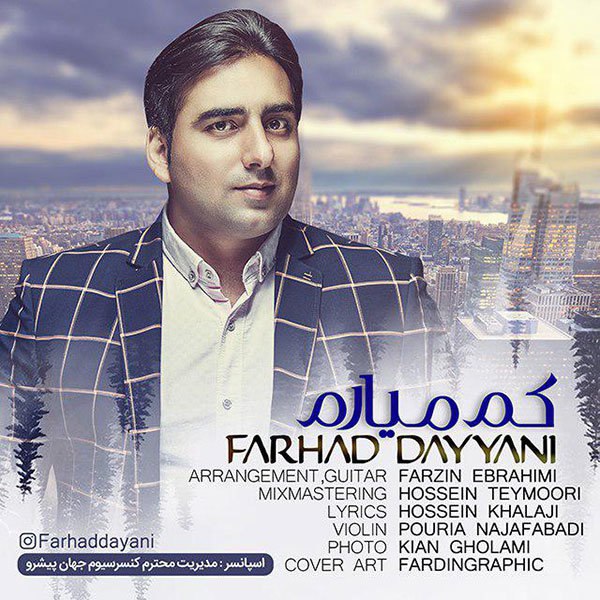 کم میارم
FARHAD DAYYANI
ARRANGEMENT,GUITAR FARZIN EBRAHIMI
MIXMASTERING HOSSEIN TEYMOORI
LYRICS HOSSEIN KHALAJI
VIOLIN POURIA NAJAFABADI
PHOTO KIAN GHOLAMI
COVER ART FARDINGRAPHIC
Farhaddayani
اسپانسر : مدیریت محترم کنسرسیوم جهان پیشرو